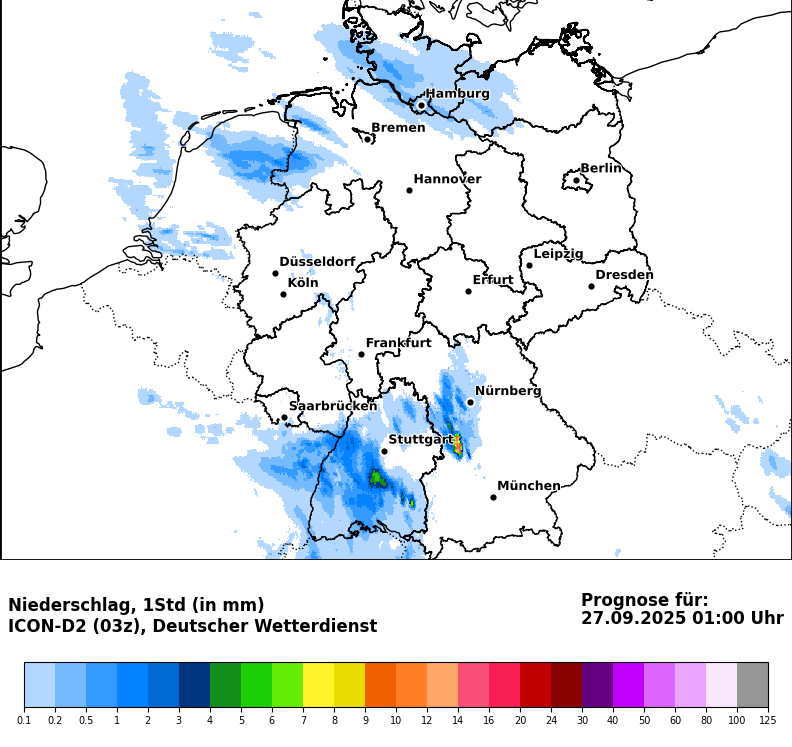 Hamburg
Bremen
Berlin
Hannover
Leipzig
Düsseldorf
Dresden
Köln
Erfurt
Frankfurt
Nürnberg
Saarbrücken
Stuttgart
München
Niederschlag, 1Std (in mm)
ICON-D2 (03z), Deutscher Wetterdienst
Prognose für:
27.09.2025 01:00 Uhr
0.1 0.2 0.5 1 2 3 4 5 6 7 8 9 10 12 14 16 20 24 30 40 50 60 80 100 125